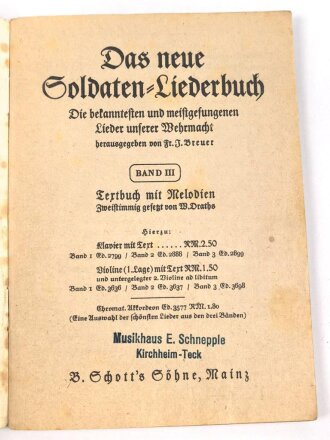 Das neue
Soldaten-Liederbuch
Die bekanntesten und meistgesungenen
Lieder unserer Wehrmacht
herausgegeben von Fr. J. Breuer
BAND III
Textbuch mit Melodien
Zweistimmig gesetzt von W. Draths
Hierzu:
Klavier mit Text ...... RM. 2.50
Band 1 Ed. 2799 / Band 2 Ed. 2888 / Band 3 Ed. 2899
Violine (1. Lage) mit Text RM. 1.50
und untergelegter 2. Violine ad libitum
Band 1 Ed. 3636 / Band 2 Ed. 3637 / Band 3 Ed. 3698
Chromat. Akkordeon Ed. 3577 RM. 1.80
(Eine Auswahl der schönsten Lieder aus den drei Bänden)
Musikhaus E. Schnepple
Kirchheim-Teck
B. Schott's Söhne, Mainz